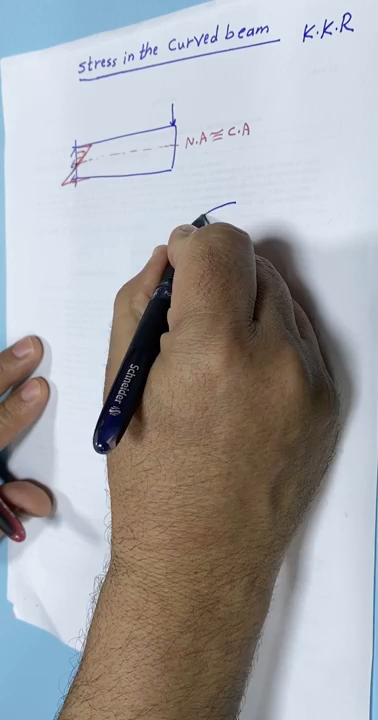 stress in the curved beam
K.K.R
N.A ≅ C.A
Schneider